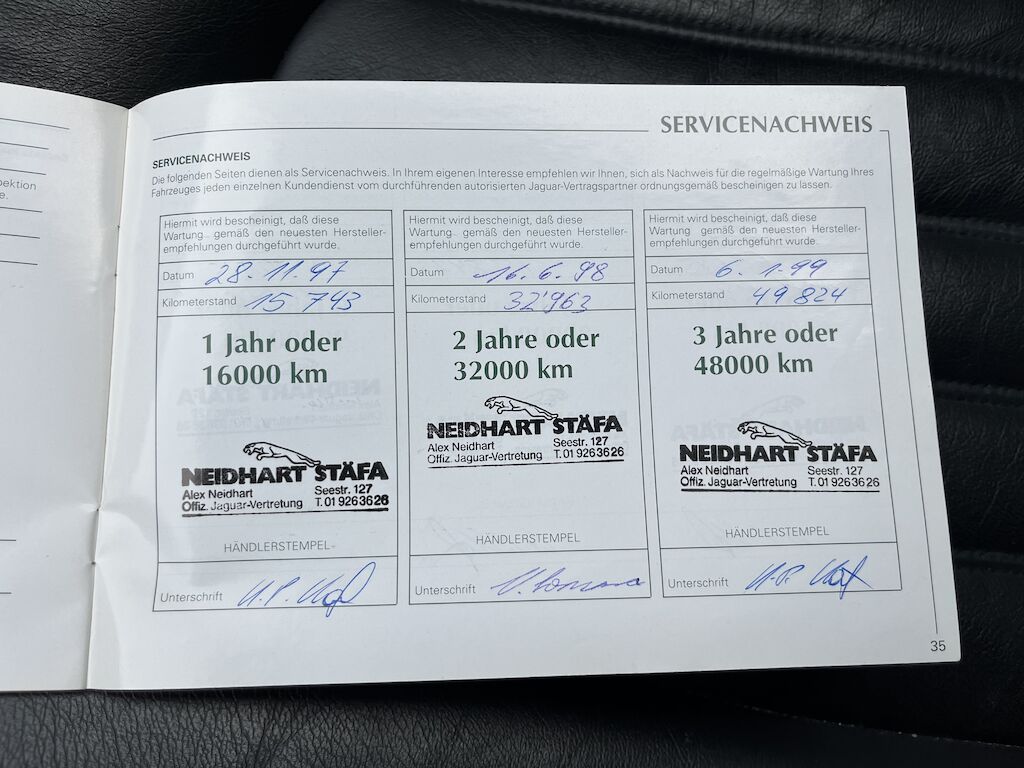 ektion
e.
SERVICENACHWEIS
SERVICENACHWEIS
Die folgenden Seiten dienen als Servicenachweis. In Ihrem eigenen Interesse empfehlen wir Ihnen, sich als Nachweis für die regelmäßige Wartung Ihres
Fahrzeuges jeden einzelnen Kundendienst vom durchführenden autorisierten Jaguar-Vertragspartner ordnungsgemäß bescheinigen zu lassen.
Hiermit wird bescheinigt, daß diese
Wartung gemäß den neuesten Hersteller-
empfehlungen durchgeführt wurde.
Datum 28.11.97
Kilometerstand 15 743
1 Jahr oder
16000 km
NEIDHART STÄFA
Alex Neidhart Seestr. 127
Offiz. Jaguar-Vertretung T. 01 926 36 26
HÄNDLERSTEMPEL
Unterschrift
Hiermit wird bescheinigt, daß diese
Wartung gemäß den neuesten Hersteller-
empfehlungen durchgeführt wurde.
Datum 16.6.98
Kilometerstand 32'963
2 Jahre oder
32000 km
NEIDHART STÄFA
Alex Neidhart Seestr. 127
Offiz. Jaguar-Vertretung T. 01 926 36 26
HÄNDLERSTEMPEL
Unterschrift
Hiermit wird bescheinigt, daß diese
Wartung gemäß den neuesten Hersteller-
empfehlungen durchgeführt wurde.
Datum 6.1.99
Kilometerstand 49 824
3 Jahre oder
48000 km
NEIDHART STÄFA
Alex Neidhart Seestr. 127
Offiz. Jaguar-Vertretung T. 01 926 36 26
HÄNDLERSTEMPEL
Unterschrift
35